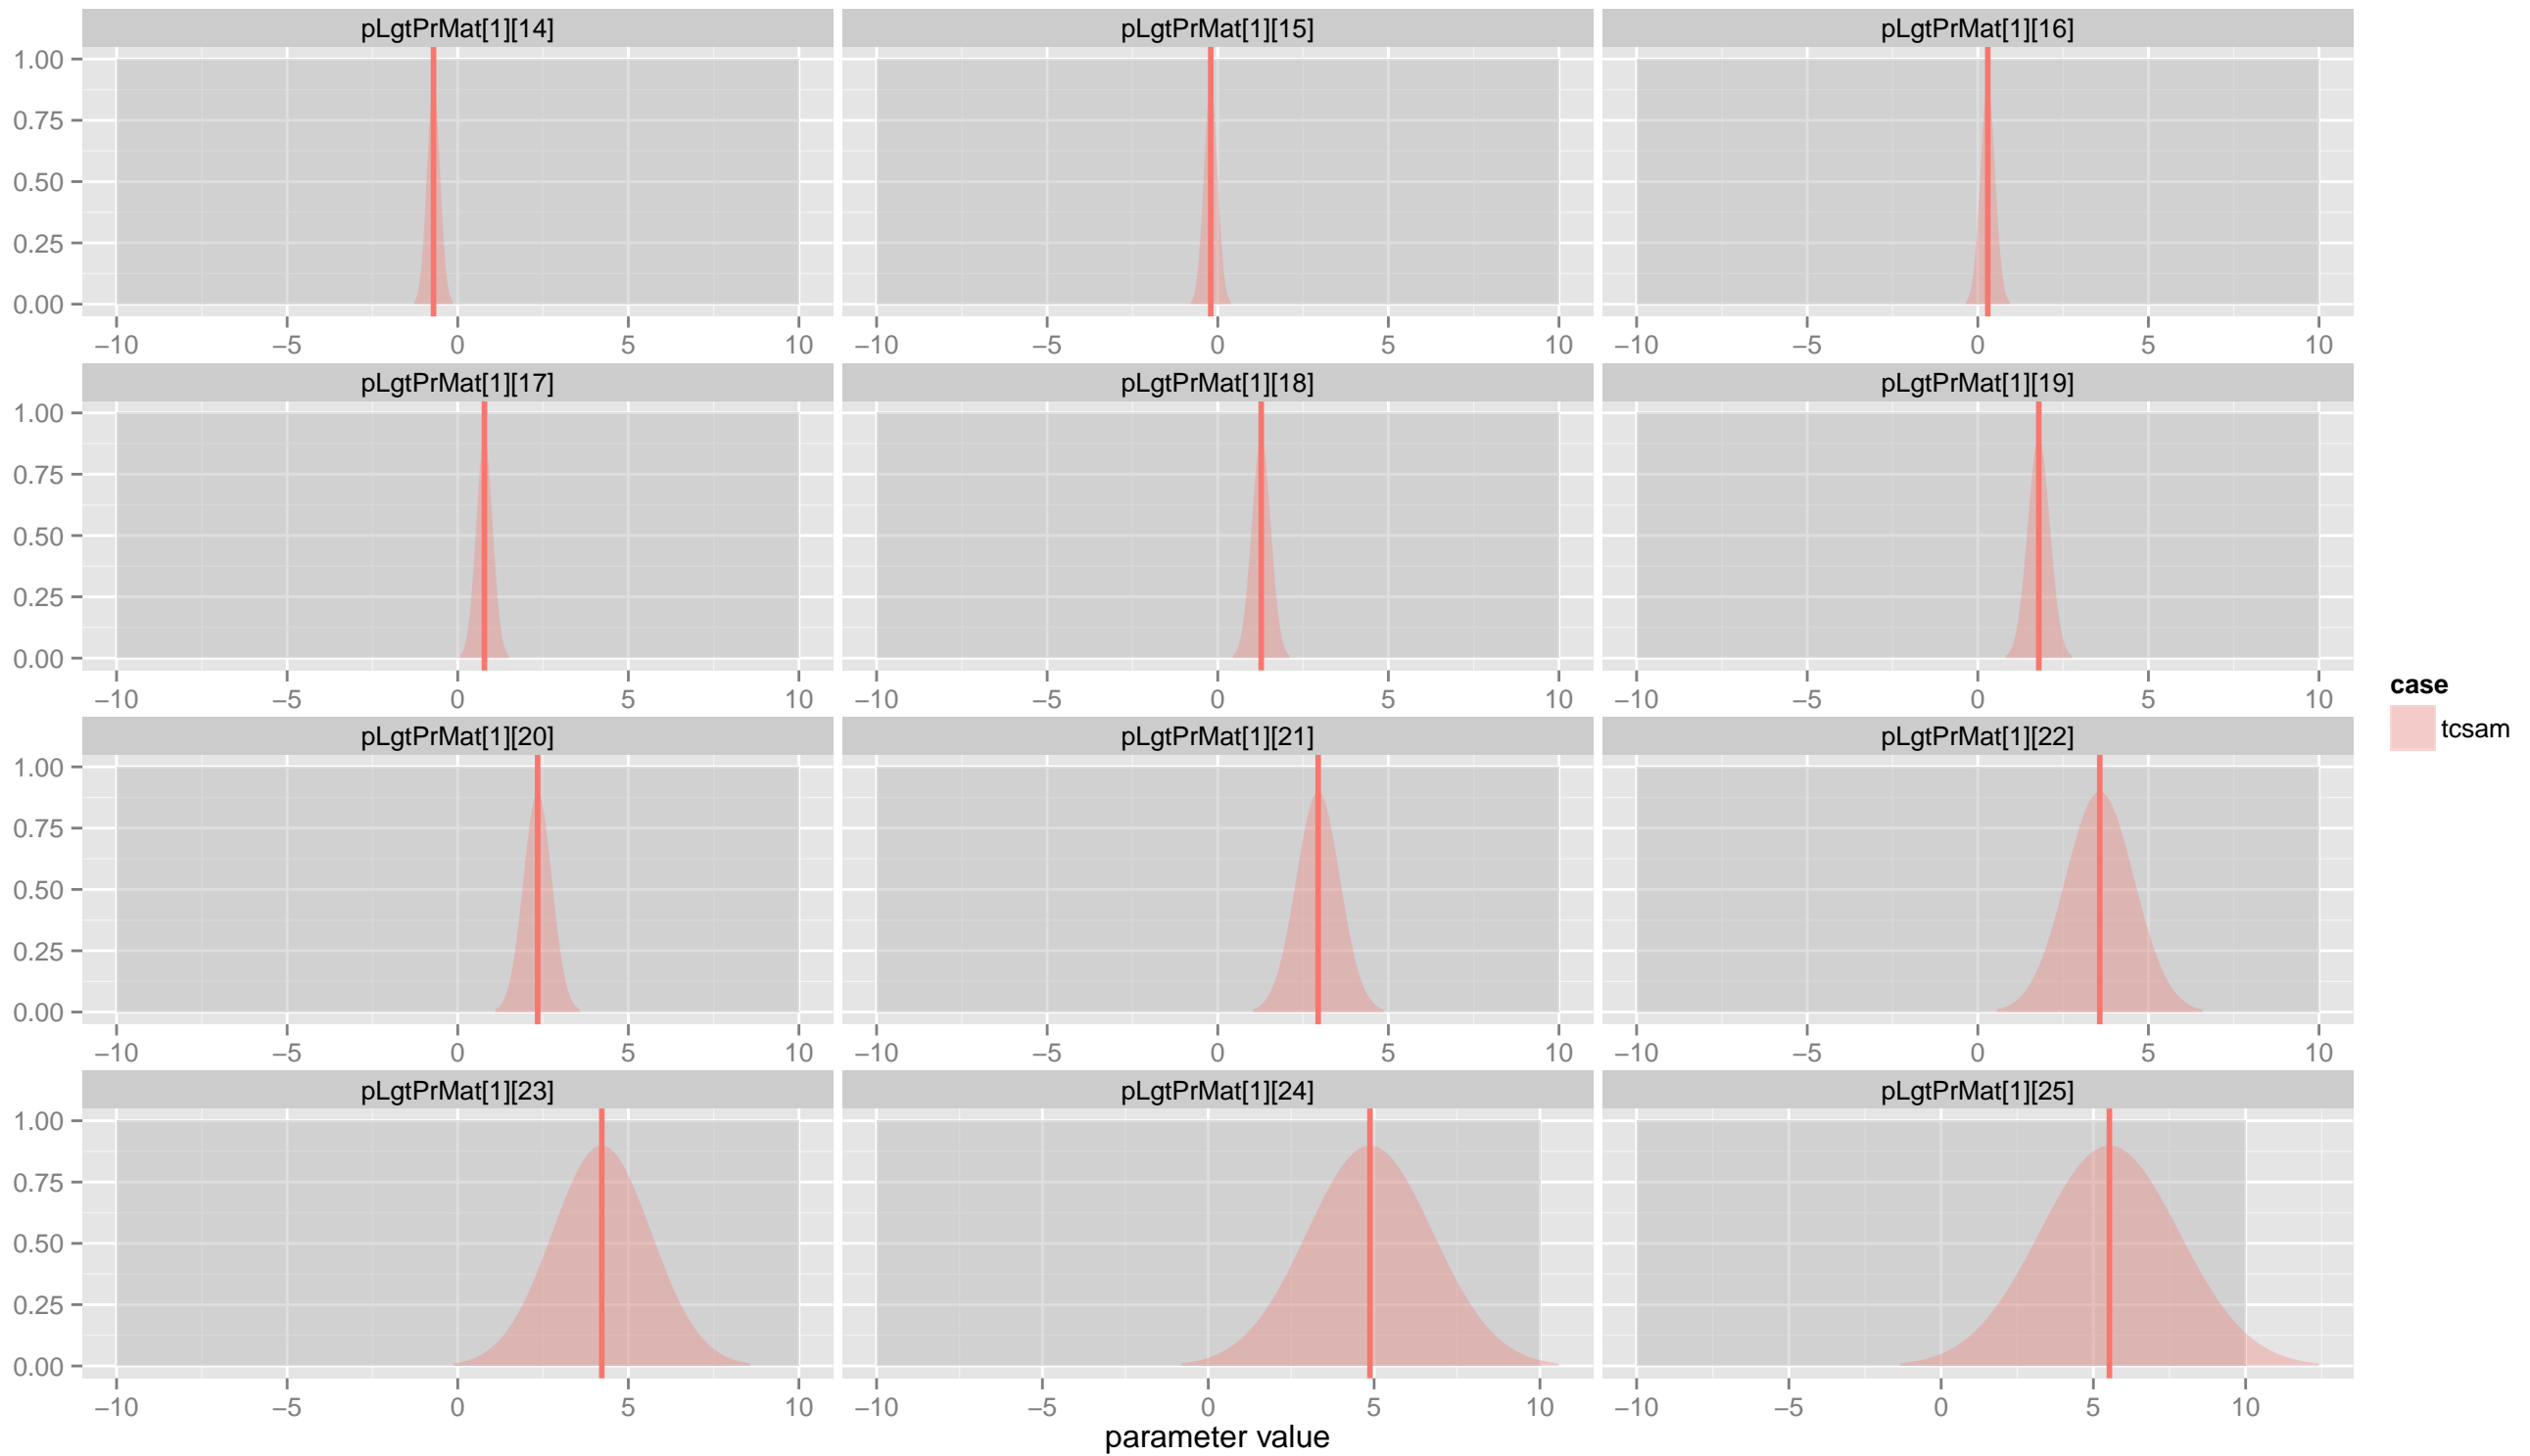 pLgtPrMat[1][14] pLgtPrMat[1][15] pLgtPrMat[1][16]
1.00
0.75
0.50
0.25
0.00
−10 −5 0 5 10 −10 −5 0 5 10 −10 −5 0 5 10
pLgtPrMat[1][17] pLgtPrMat[1][18] pLgtPrMat[1][19]
1.00
0.75
0.50
0.25
0.00
−10 −5 0 5 10 −10 −5 0 5 10 −10 −5 0 5 10
pLgtPrMat[1][20] pLgtPrMat[1][21] pLgtPrMat[1][22]
1.00
0.75
0.50
0.25
0.00
−10 −5 0 5 10 −10 −5 0 5 10 −10 −5 0 5 10
pLgtPrMat[1][23] pLgtPrMat[1][24] pLgtPrMat[1][25]
1.00
0.75
0.50
0.25
0.00
−10 −5 0 5 10 −10 −5 0 5 10 −10 −5 0 5 10
parameter value
case
tcsam